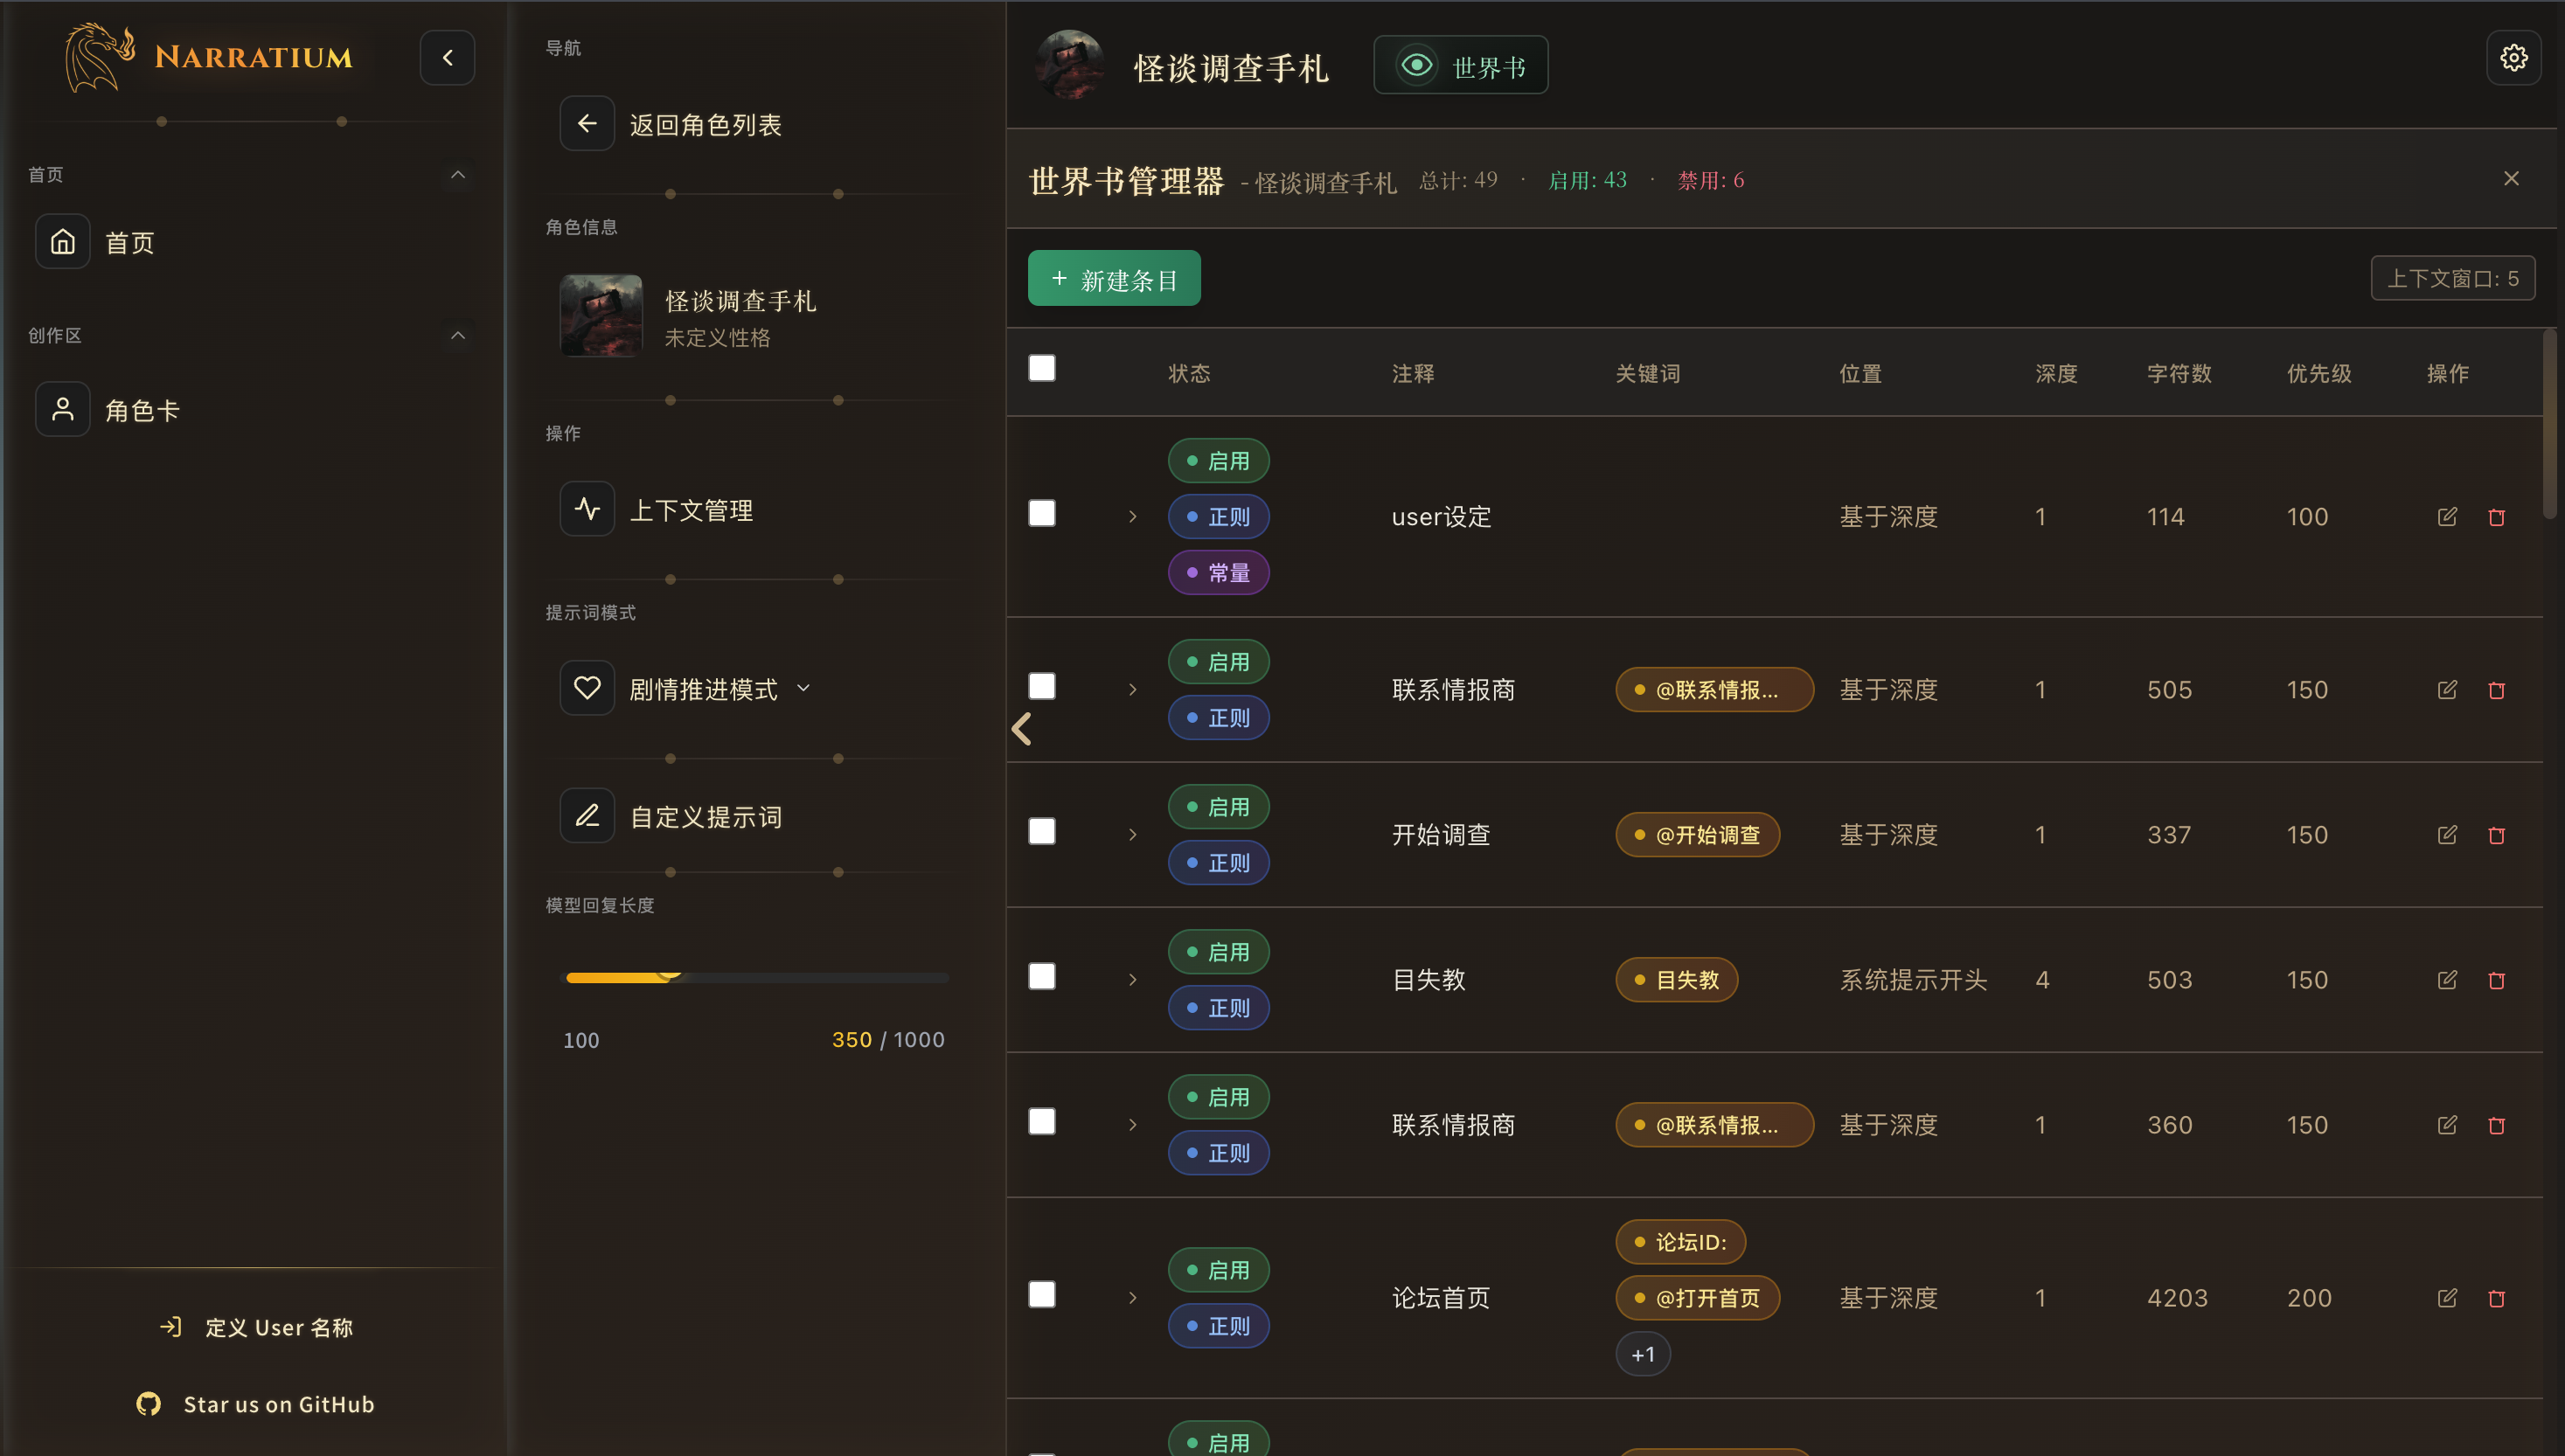 NARRATIUM
首页
首页
创作区
角色卡
定义 User 名称
Star us on GitHub
导航
返回角色列表
角色信息
怪谈调查手札
未定义性格
操作
上下文管理
提示词模式
剧情推进模式
自定义提示词
模型回复长度
100
350 / 1000
怪谈调查手札
世界书
世界书管理器 - 怪谈调查手札 总计: 49 · 启用: 43 · 禁用: 6
+ 新建条目
上下文窗口: 5
状态 注释 关键词 位置 深度 字符数 优先级 操作
启用
正则
常量
user设定 基于深度 1 114 100
启用
正则
联系情报商 @联系情报... 基于深度 1 505 150
启用
正则
开始调查 @开始调查 基于深度 1 337 150
启用
正则
目失教 目失教 系统提示开头 4 503 150
启用
正则
联系情报商 @联系情报... 基于深度 1 360 150
启用
正则
论坛首页
论坛ID:
@打开首页
+1
基于深度 1 4203 200
启用